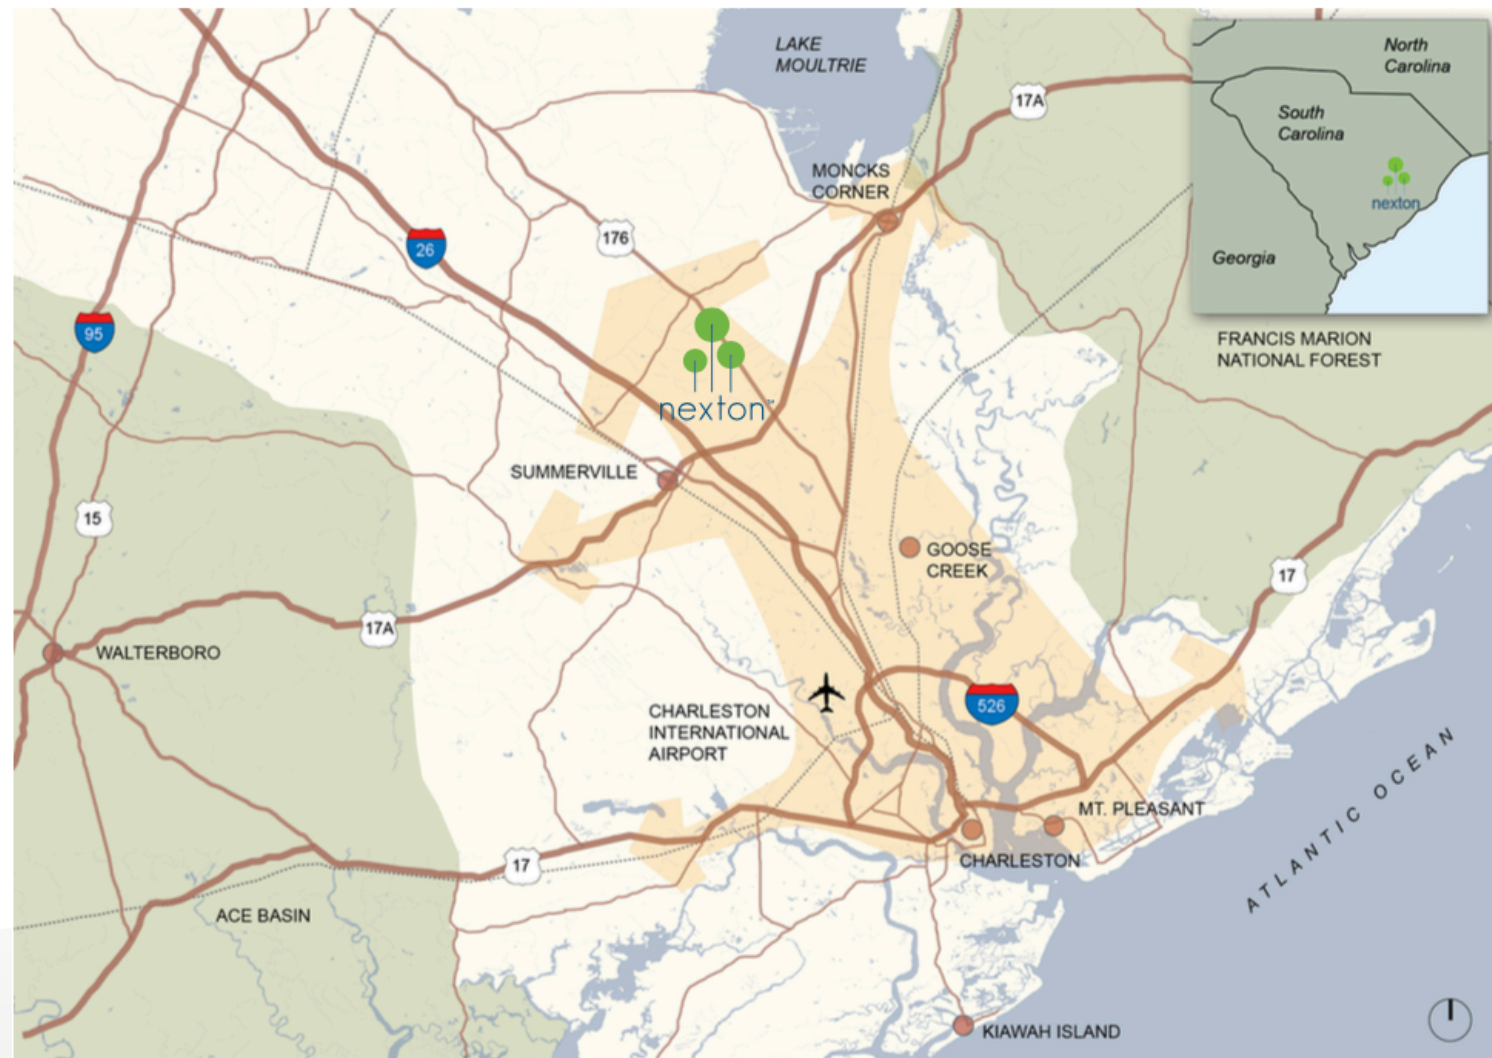 LAKE
MOULTRIE
North
Carolina
South
Carolina
nexton
Georgia
17A
MONCKS
CORNER
176
26
95
FRANCIS MARION
NATIONAL FOREST
nexton
SUMMERVILLE
15
GOOSE
CREEK
17
17A
WALTERBORO
CHARLESTON
INTERNATIONAL
AIRPORT
526
ATLANTIC OCEAN
MT. PLEASANT
CHARLESTON
17
ACE BASIN
KIAWAH ISLAND